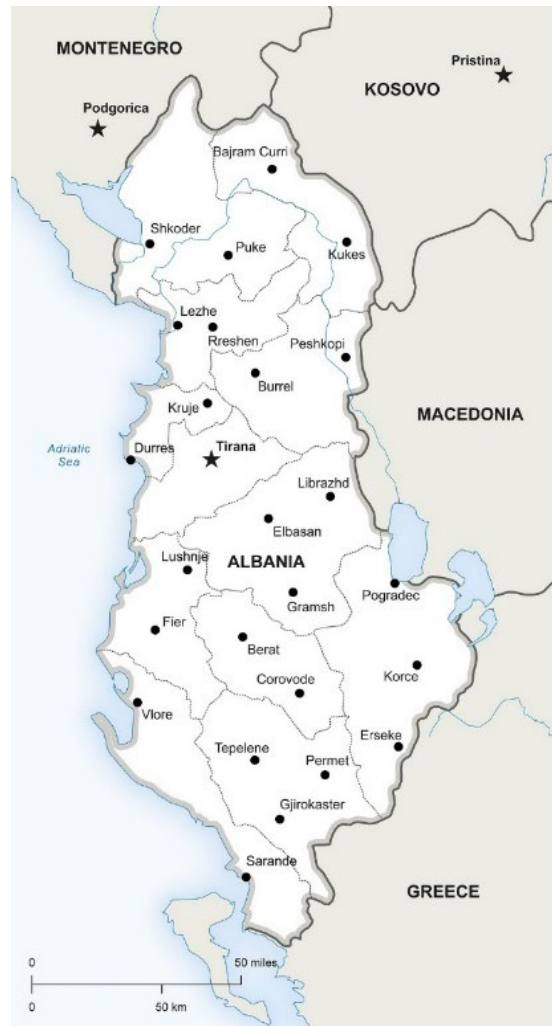 MONTENEGRO
Pristina
KOSOVO
Podgorica
Bajram Curri
Shkoder
Puke
Kukes
Lezhe
Rreshen
Peshkopi
Burrel
Kruje
MACEDONIA
Durres
Tirana
Adriatic
Sea
Librazhd
Elbasan
Lushnje
ALBANIA
Pogradec
Gramsh
Fier
Berat
Korce
Corovode
Vlore
Erseke
Tepelene
Permet
Gjirokaster
Sarande
GREECE
0
50 miles
0
50 km